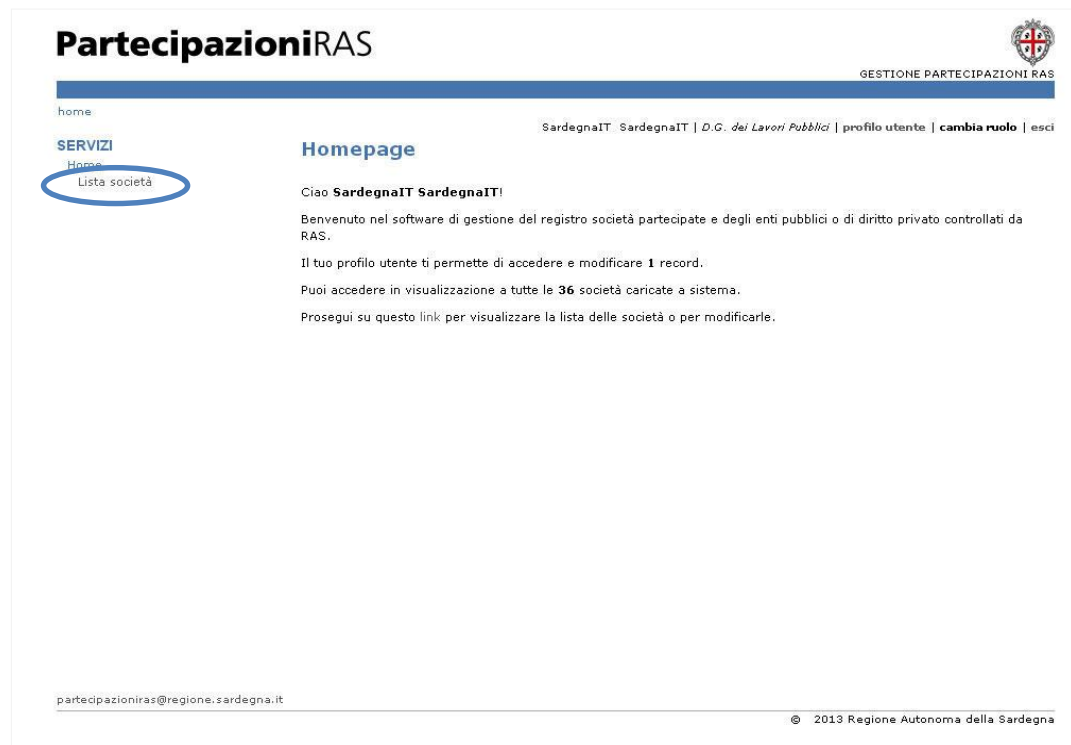 PartecipazioniRAS
GESTIONE PARTECIPAZIONI RAS
home
SardegnaIT SardegnaIT | D.G. dei Lavori Pubblici | profilo utente | cambia ruolo | esci
SERVIZI
Home
Lista società
Homepage
Ciao SardegnaIT SardegnaIT!
Benvenuto nel software di gestione del registro società partecipate e degli enti pubblici o di diritto privato controllati da
RAS.
Il tuo profilo utente ti permette di accedere e modificare 1 record.
Puoi accedere in visualizzazione a tutte le 36 società caricate a sistema.
Prosegui su questo link per visualizzare la lista delle società o per modificarle.
partecipazioniras@regione.sardegna.it
© 2013 Regione Autonoma della Sardegna